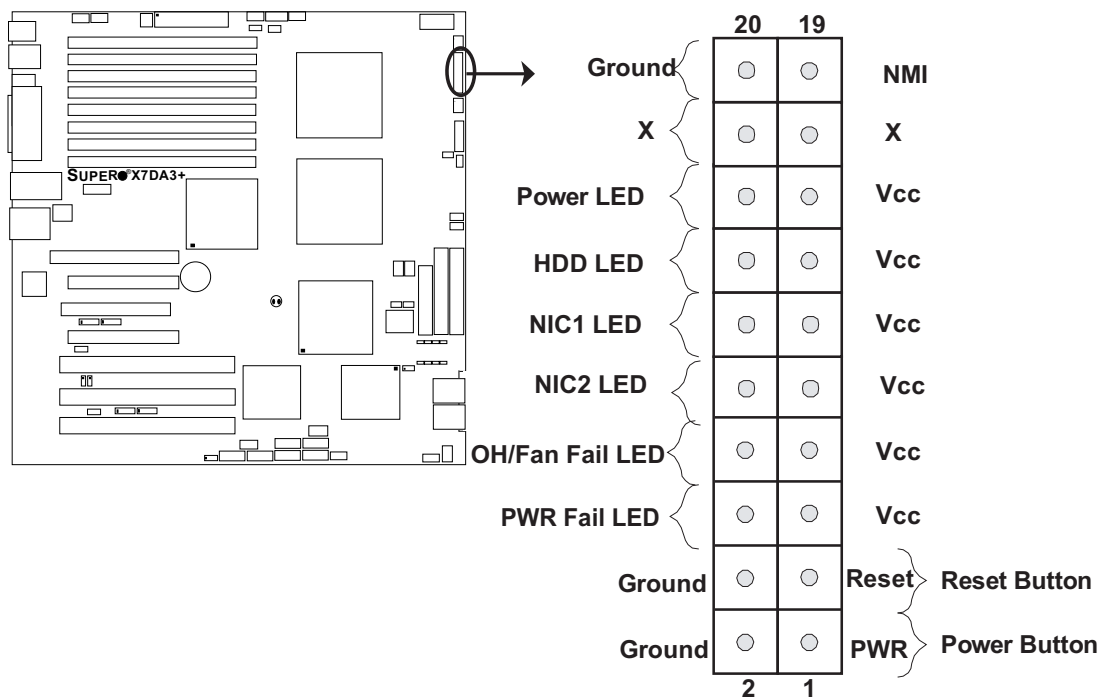 20 19
Ground NMI
X X
SUPER®X7DA3+
Power LED Vcc
HDD LED Vcc
NIC1 LED Vcc
NIC2 LED Vcc
OH/Fan Fail LED Vcc
PWR Fail LED Vcc
Ground Reset Reset Button
Ground PWR Power Button
2 1